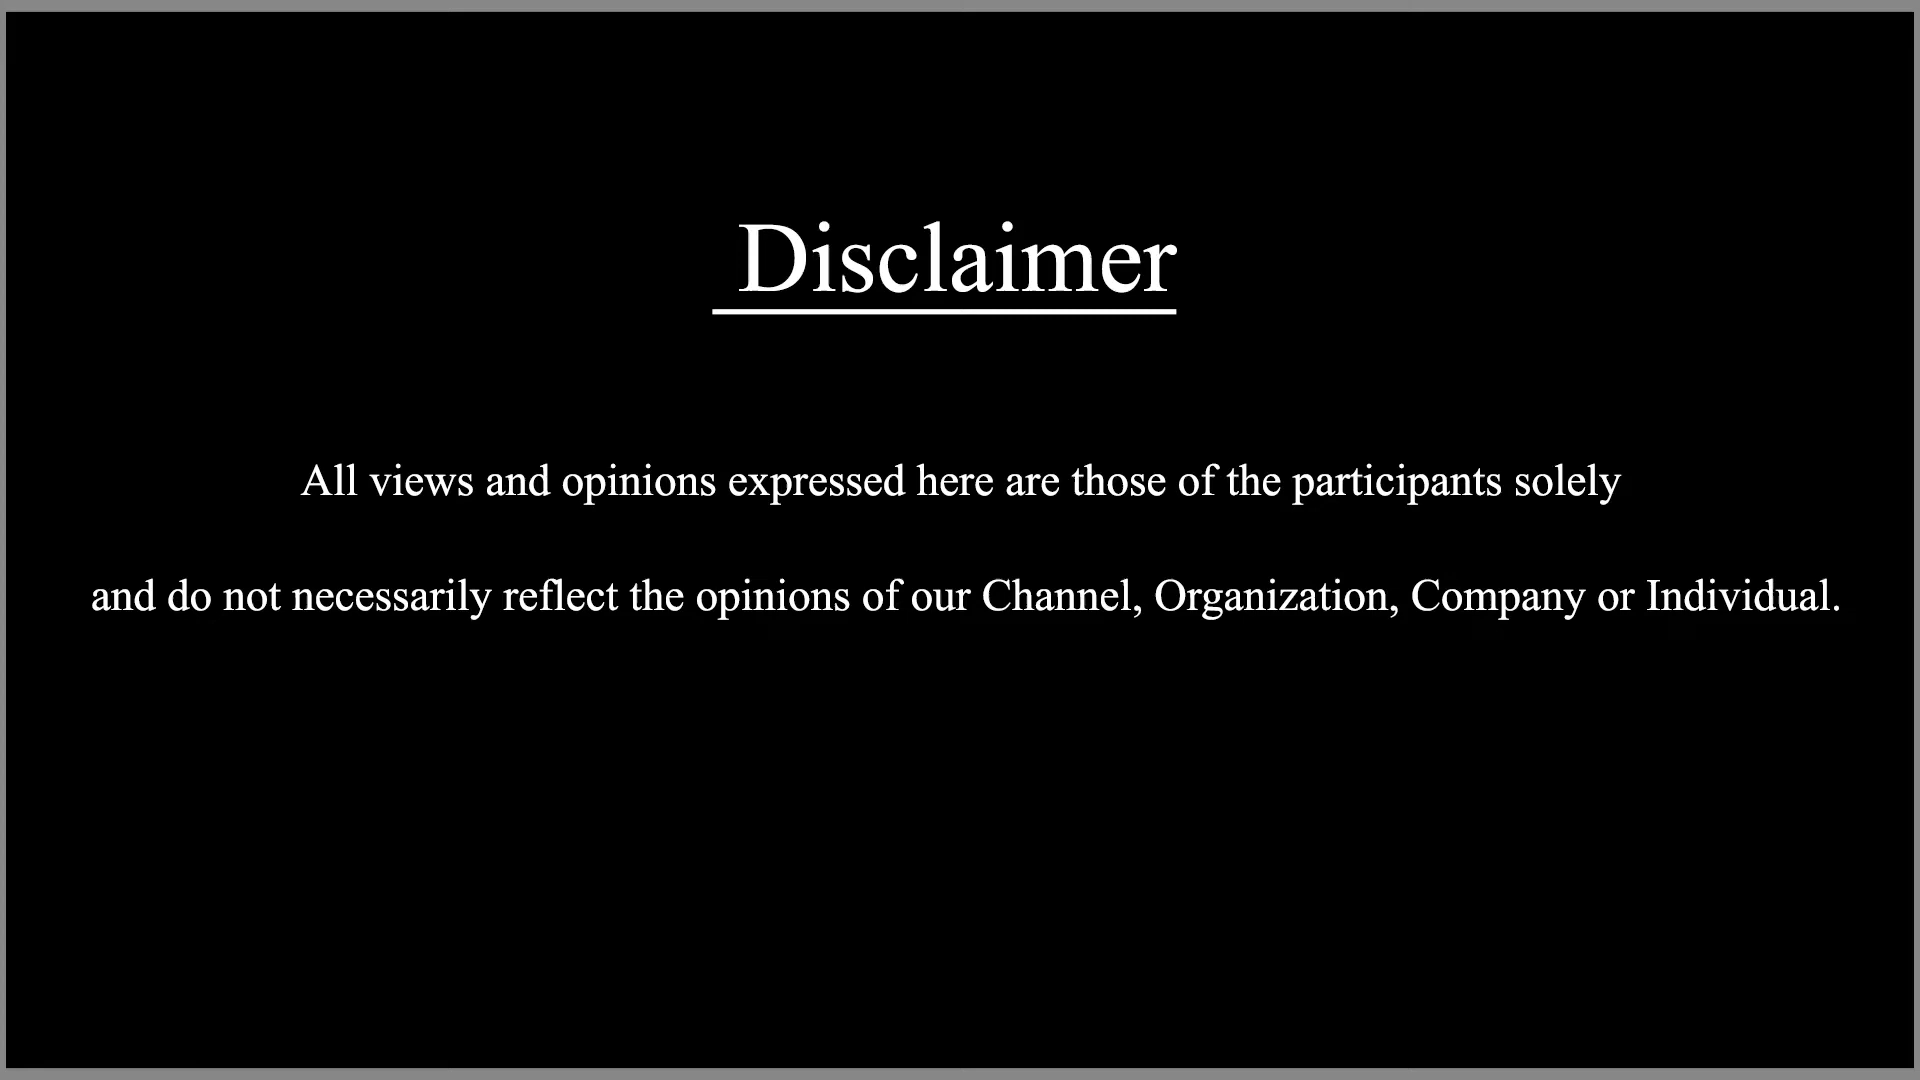 Disclaimer
All views and opinions expressed here are those of the participants solely
and do not necessarily reflect the opinions of our Channel, Organization, Company or Individual.